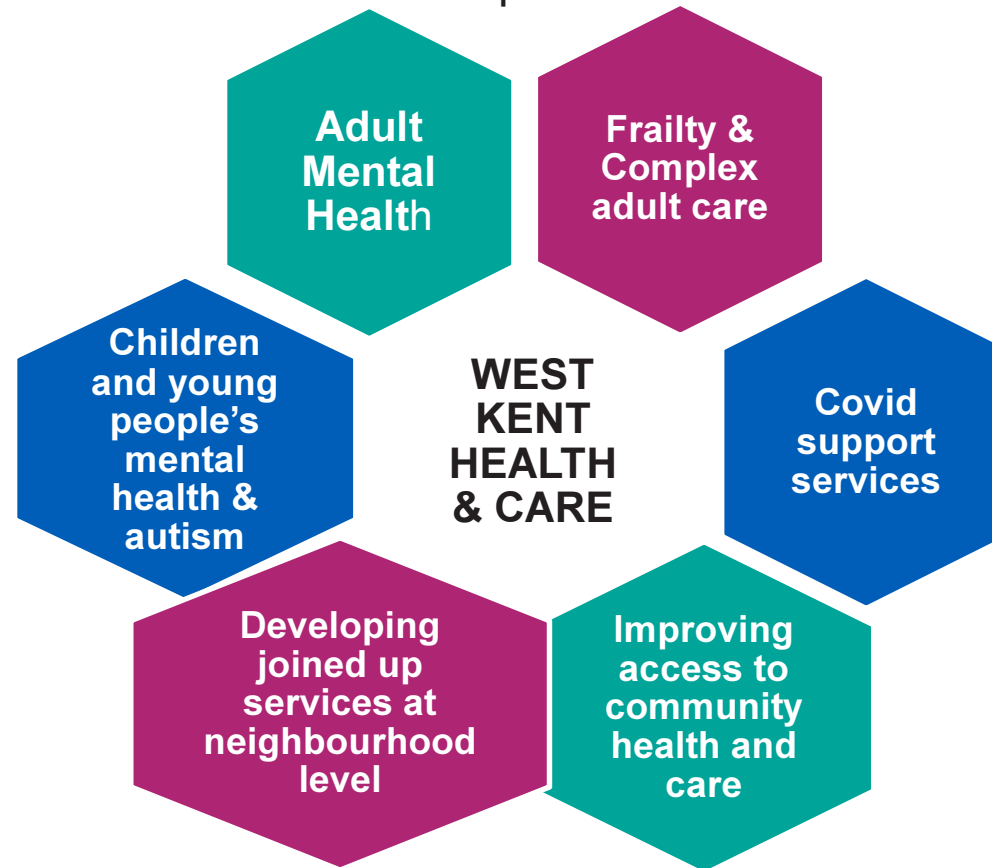 Adult
Mental
Health
Frailty &
Complex
adult care
Children
and young
people’s
mental
health &
autism
WEST
KENT
HEALTH
& CARE
Covid
support
services
Developing
joined up
services at
neighbourhood
level
Improving
access to
community
health and
care